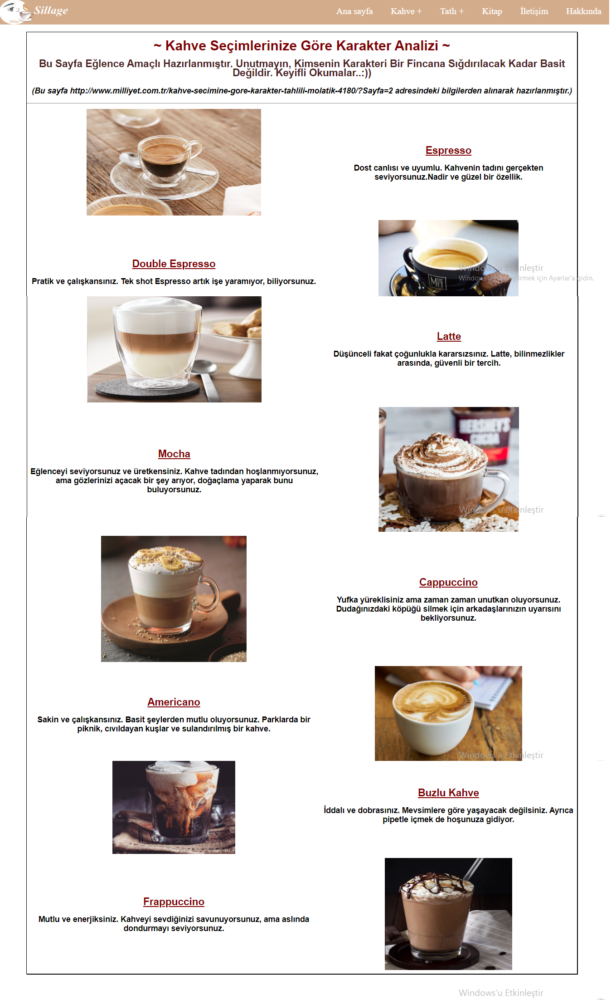 Sillage
Sillage
Ana sayfa Kahve + Tatlı + Kitap İletişim Hakkında
~ Kahve Seçimlerinize Göre Karakter Analizi ~
Bu Sayfa Eğlence Amaçlı Hazırlanmıştır. Unutmayın, Kimsenin Karakteri Bir Fincana Sığdırılacak Kadar Basit
Değildir. Keyifli Okumalar..:))
(Bu sayfa http://www.milliyet.com.tr/kahve-secimine-gore-karakter-tahlili-molatik-4180/?Sayfa=2 adresindeki bilgilerden alınarak hazırlanmıştır.)
Espresso
Dost canlısı ve uyumlu. Kahvenin tadını gerçekten
seviyorsunuz.Nadir ve güzel bir özellik.
Double Espresso
Pratik ve çalışkansınız. Tek shot Espresso artık işe yaramıyor, biliyorsunuz.
THE
MET
Windows'u Etkinleştir
Windows'u Etkinleştirmek için Ayarlar'a gidin.
Latte
Düşünceli fakat çoğunlukla kararsızsınız. Latte, bilinmezlikler
arasında, güvenli bir tercih.
HERSHEY'S
COCOA
Mocha
Eğlenceyi seviyorsunuz ve üretkensiniz. Kahve tadından hoşlanmıyorsunuz,
ama gözlerinizi açacak bir şey arıyor, doğaçlama yaparak bunu
buluyorsunuz.
Windows'u Etkinleştir
Cappuccino
Yufka yüreklisiniz ama zaman zaman unutkan oluyorsunuz.
Dudağınızdaki köpüğü silmek için arkadaşlarınızın uyarısını
bekliyorsunuz.
Americano
Sakin ve çalışkansınız. Basit şeylerden mutlu oluyorsunuz. Parklarda bir
piknik, cıvıldayan kuşlar ve sulandırılmış bir kahve.
Windows'u Etkinleştir
Buzlu Kahve
İddalı ve dobrasınız. Mevsimlere göre yaşayacak değilsiniz. Ayrıca
pipetle içmek de hoşunuza gidiyor.
Frappuccino
Mutlu ve enerjiksiniz. Kahveyi sevdiğinizi savunuyorsunuz, ama aslında
dondurmayı seviyorsunuz.
Windows'u Etkinleştir